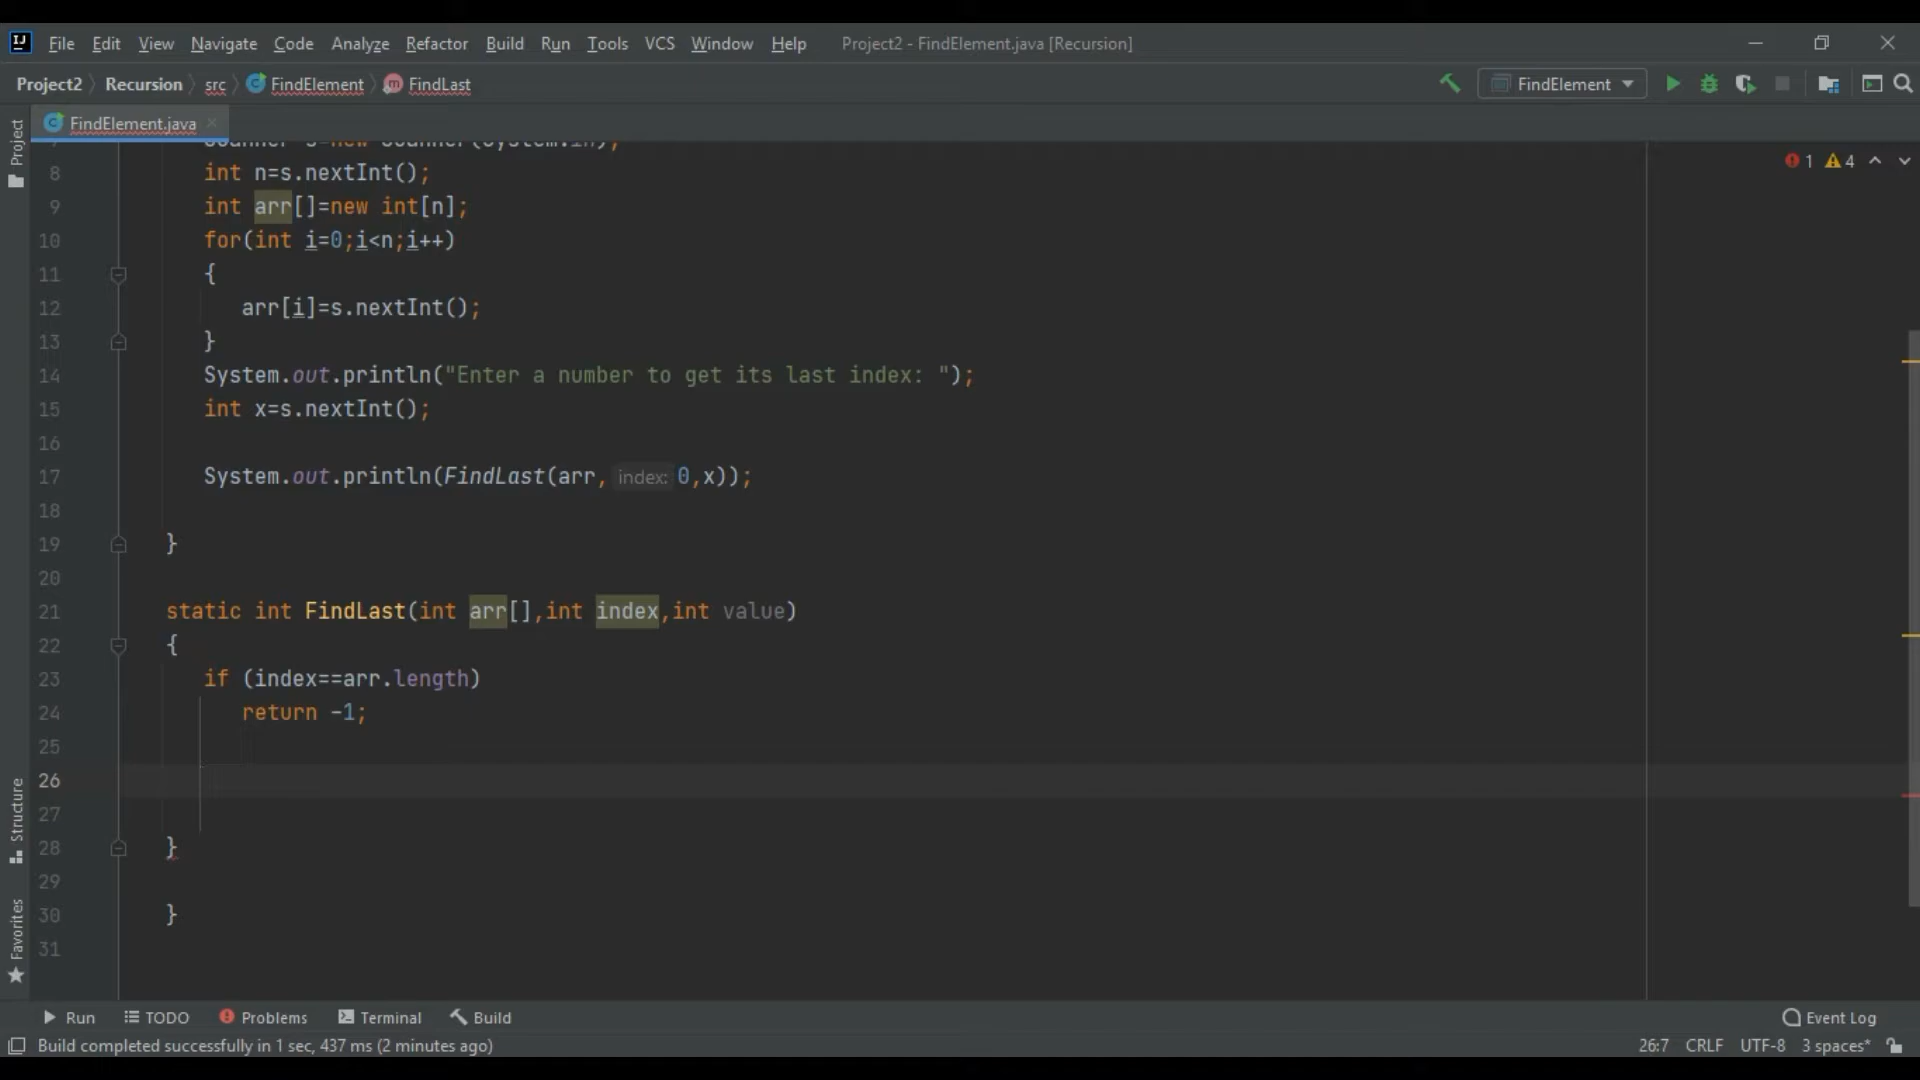 File Edit View Navigate Code Analyze Refactor Build Run Tools VCS Window Help Project2 - FindElement.java [Recursion]
Project2 Recursion src FindElement FindLast FindElement
FindElement.java
Project
1 4
8 int n=s.nextInt();
9 int arr[]=new int[n];
10 for(int i=0;i<n;i++)
11 {
12 arr[i]=s.nextInt();
13 }
14 System.out.println("Enter a number to get its last index: ");
15 int x=s.nextInt();
16
17 System.out.println(FindLast(arr, index: 0,x));
18
19 }
20
21 static int FindLast(int arr[],int index,int value)
22 {
23 if (index==arr.length)
24 return -1;
25
26
27
28 }
29
30 }
31
Structure
Favorites
Run TODO Problems Terminal Build Event Log
Build completed successfully in 1 sec, 437 ms (2 minutes ago) 26:7 CRLF UTF-8 3 spaces*